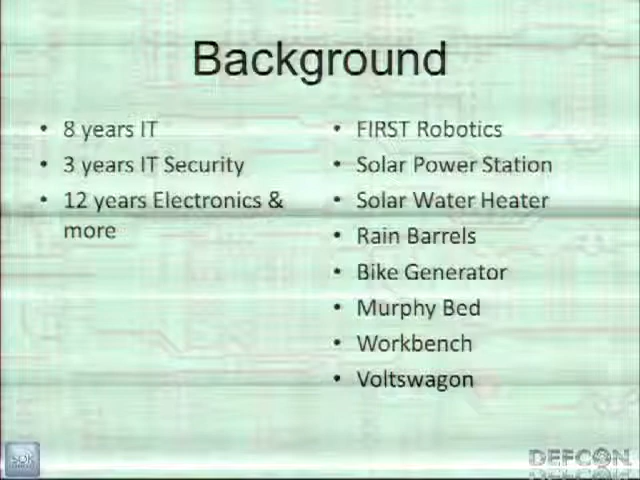 Background
• 8 years IT
• 3 years IT Security
• 12 years Electronics &
more
• FIRST Robotics
• Solar Power Station
• Solar Water Heater
• Rain Barrels
• Bike Generator
• Murphy Bed
• Workbench
• Voltswagon
DEFCON